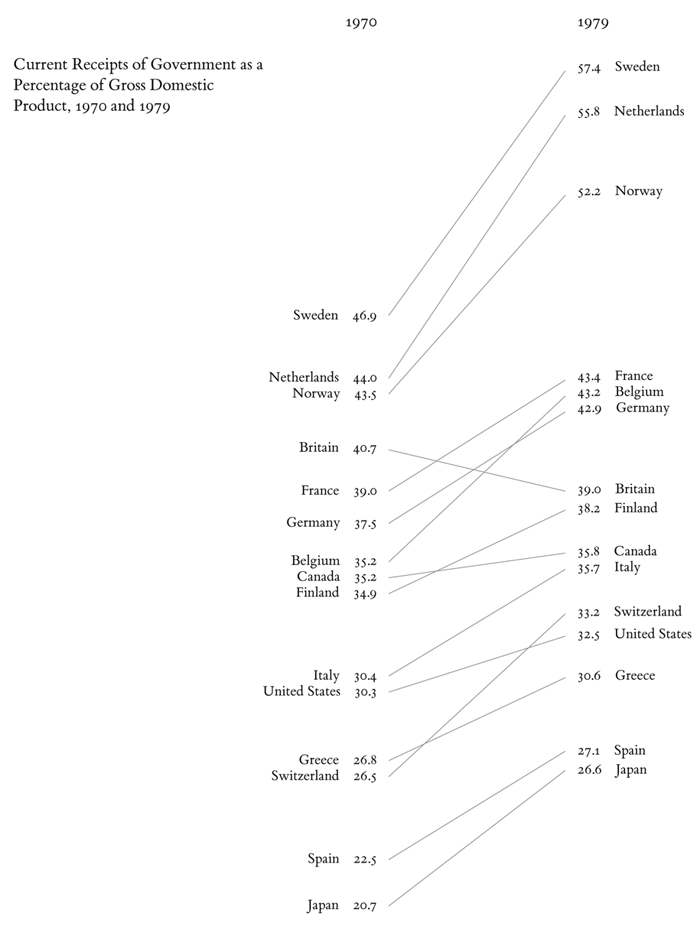 1970 1979
Current Receipts of Government as a
Percentage of Gross Domestic
Product, 1970 and 1979
57.4 Sweden
55.8 Netherlands
52.2 Norway
Sweden 46.9
Netherlands 44.0
43.4 France
Norway 43.5
43.2 Belgium
42.9 Germany
Britain 40.7
France 39.0
39.0 Britain
38.2 Finland
Germany 37.5
35.8 Canada
Belgium 35.2
35.7 Italy
Canada 35.2
Finland 34.9
33.2 Switzerland
32.5 United States
Italy 30.4
30.6 Greece
United States 30.3
27.1 Spain
Greece 26.8
26.6 Japan
Switzerland 26.5
Spain 22.5
Japan 20.7